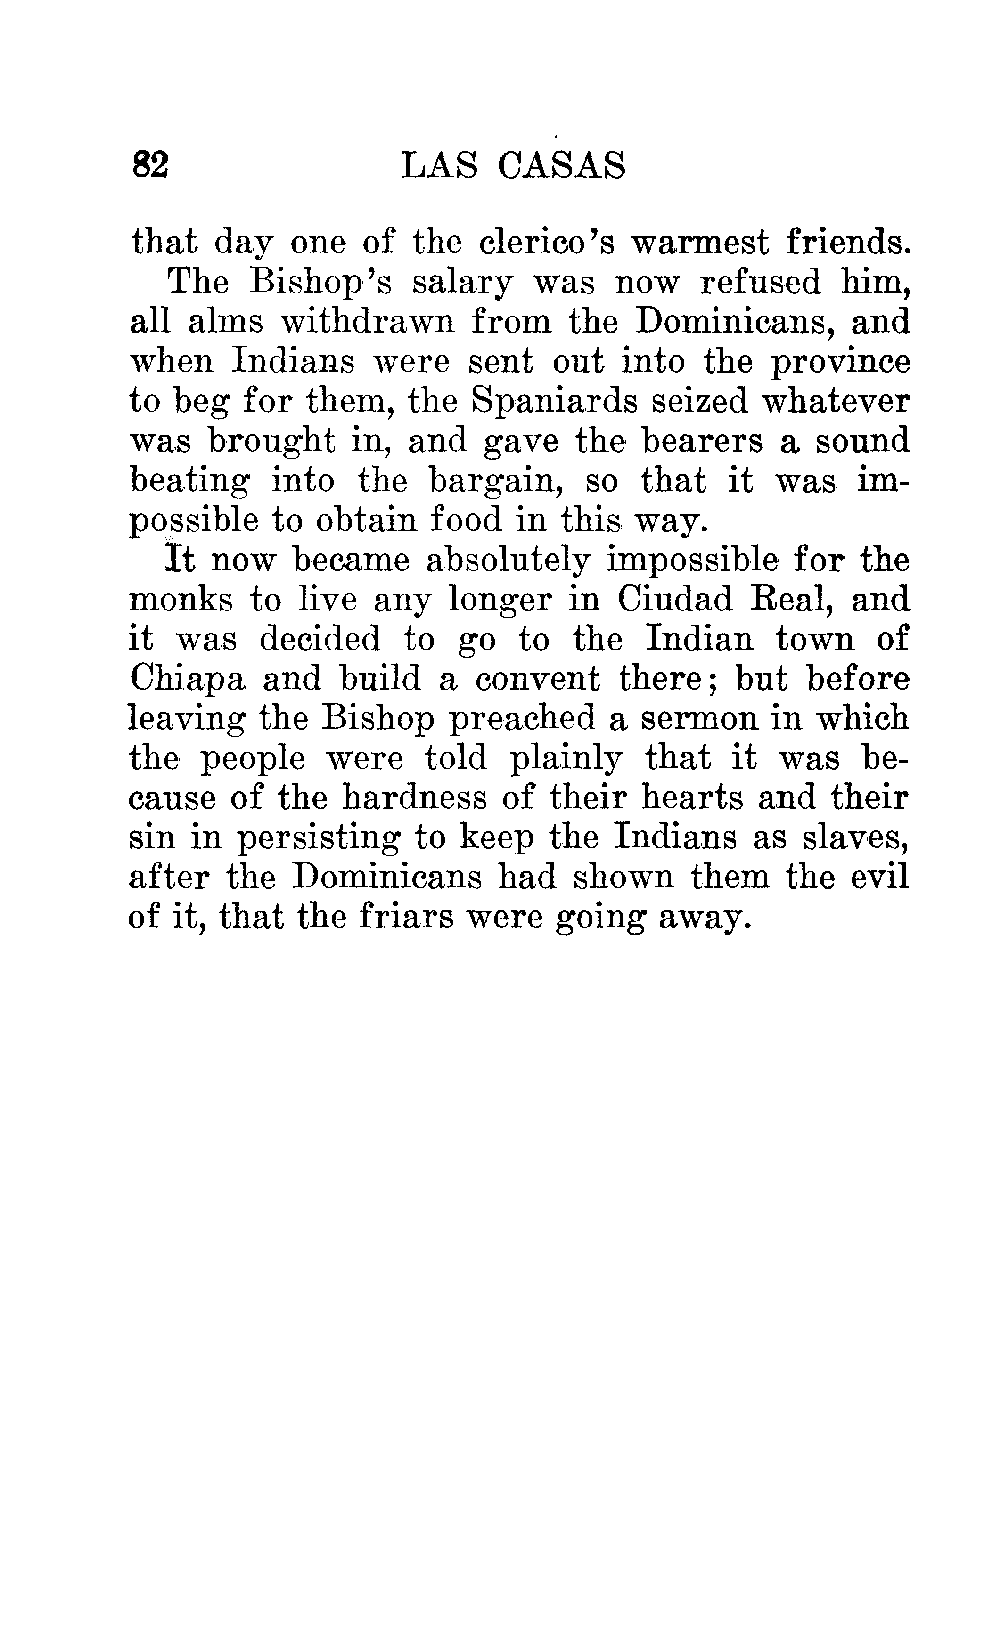 82 LAS CASAS
that day one of the clerico's warmest friends.
The Bishop's salary was now refused him,
all alms withdrawn from the Dominicans, and
when Indians were sent out into the province
to beg for them, the Spaniards seized whatever
was brought in, and gave the bearers a sound
beating into the bargain, so that it was im-
possible to obtain food in this way.
It now became absolutely impossible for the
monks to live any longer in Ciudad Real, and
it was decided to go to the Indian town of
Chiapa and build a convent there; but before
leaving the Bishop preached a sermon in which
the people were told plainly that it was be-
cause of the hardness of their hearts and their
sin in persisting to keep the Indians as slaves,
after the Dominicans had shown them the evil
of it, that the friars were going away.